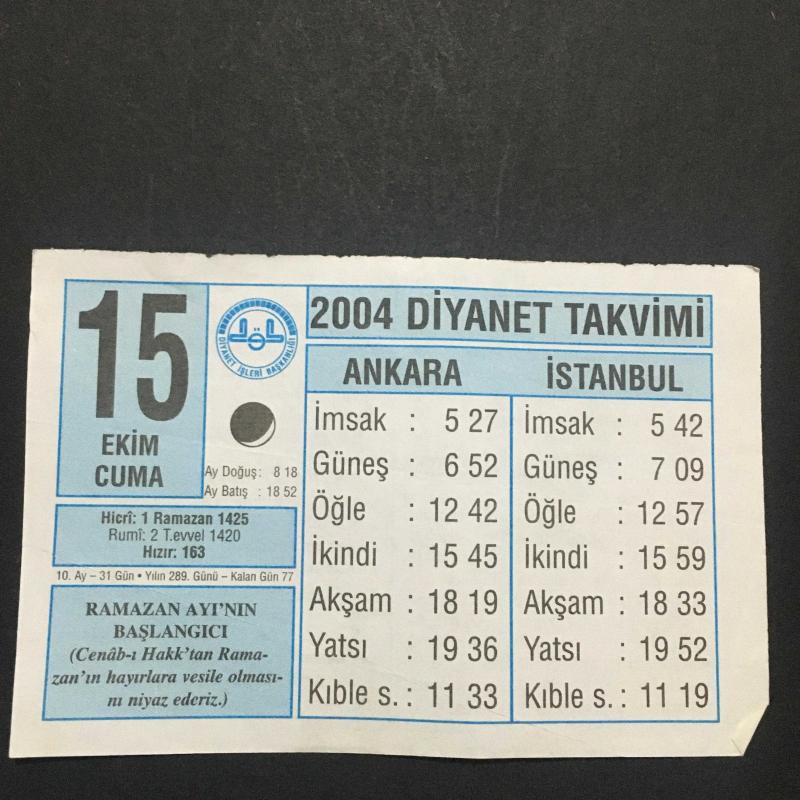 15
EKİM
CUMA
DİYANET İŞLERİ BAŞKANLIĞI
Ay Doğuş: 8 18
Ay Batış : 18 52
Hicrî: 1 Ramazan 1425
Rumî: 2 T.evvel 1420
Hızır: 163
10. Ay – 31 Gün • Yılın 289. Günü – Kalan Gün 77
RAMAZAN AYI'NIN
BAŞLANGICI
(Cenâb-ı Hakk'tan Rama-
zan'ın hayırlara vesile olması-
nı niyaz ederiz.)
2004 DİYANET TAKVİMİ
ANKARA
İmsak : 5 27
Güneş : 6 52
Öğle : 12 42
İkindi : 15 45
Akşam : 18 19
Yatsı : 19 36
Kıble s. : 11 33
İSTANBUL
İmsak : 5 42
Güneş : 7 09
Öğle : 12 57
İkindi : 15 59
Akşam : 18 33
Yatsı : 19 52
Kıble s. : 11 19